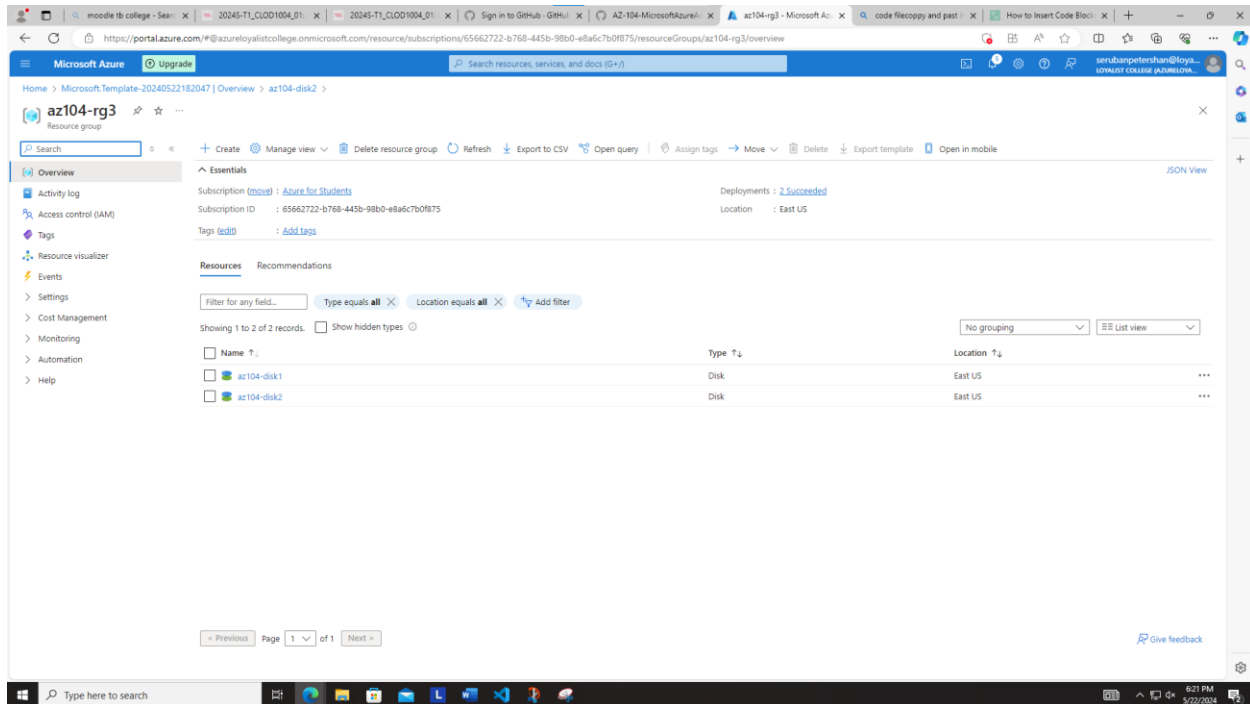 moodle tb college - Searc
20245-T1_CLOD1004_01:
20245-T1_CLOD1004_01:
Sign in to GitHub · GitHu
AZ-104-MicrosoftAzureA
az104-rg3 - Microsoft Az
code filecoppy and past i
How to Insert Code Block
https://portal.azure.com/#@azureloyalistcollege.onmicrosoft.com/resource/subscriptions/65662722-b768-445b-98b0-e8a6c7b0f875/resourceGroups/az104-rg3/overview
Microsoft Azure
Upgrade
Search resources, services, and docs (G+/)
serubanpetershan@loya...
LOYALIST COLLEGE (AZURELOYA...
Home > Microsoft.Template-20240522182047 | Overview > az104-disk2 >
az104-rg3
Resource group
Search
Create
Manage view
Delete resource group
Refresh
Export to CSV
Open query
Assign tags
Move
Delete
Export template
Open in mobile
Overview
Activity log
Access control (IAM)
Tags
Resource visualizer
Events
Settings
Cost Management
Monitoring
Automation
Help
Essentials
JSON View
Subscription (move) : Azure for Students
Deployments : 2 Succeeded
Subscription ID : 65662722-b768-445b-98b0-e8a6c7b0f875
Location : East US
Tags (edit) : Add tags
Resources Recommendations
Filter for any field...
Type equals all
Location equals all
Add filter
Showing 1 to 2 of 2 records.
Show hidden types
No grouping
List view
Name Type Location
az104-disk1 Disk East US
az104-disk2 Disk East US
< Previous Page 1 of 1 Next >
Give feedback
Type here to search
6:21 PM
5/22/2024